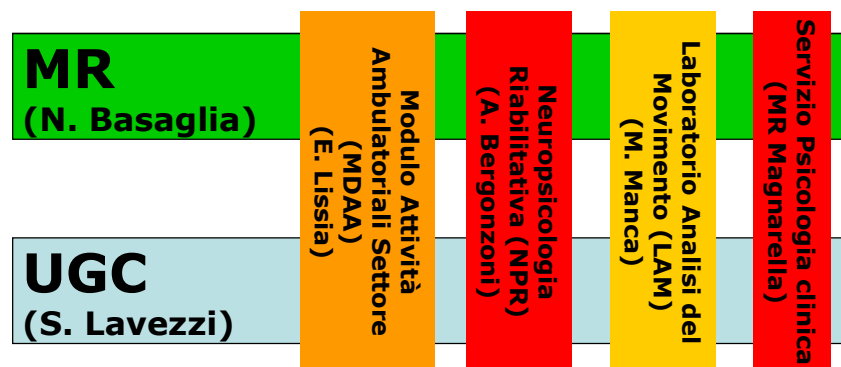 MR
(N. Basaglia)
UGC
(S. Lavezzi)
Modulo Attività
Ambulatoriali Settore
(MDAA)
(E. Lissia)
Neuropsicologia
Riabilitativa (NPR)
(A. Bergonzoni)
Laboratorio Analisi del
Movimento (LAM)
(M. Manca)
Servizio Psicologia clinica
(MR Magnarella)